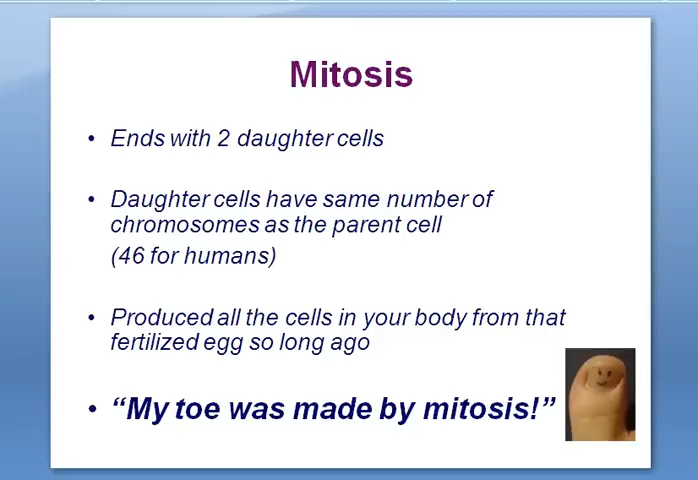 Mitosis
• Ends with 2 daughter cells
• Daughter cells have same number of
chromosomes as the parent cell
(46 for humans)
• Produced all the cells in your body from that
fertilized egg so long ago
• “My toe was made by mitosis!”